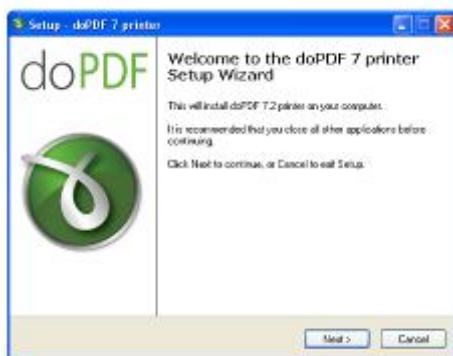 Setup - doPDF 7 printer
doPDF
Welcome to the doPDF 7 printer
Setup Wizard
This will install doPDF 7.2 printer on your computer.
It is recommended that you close all other applications before
continuing.
Click Next to continue, or Cancel to exit Setup.
Next >
Cancel